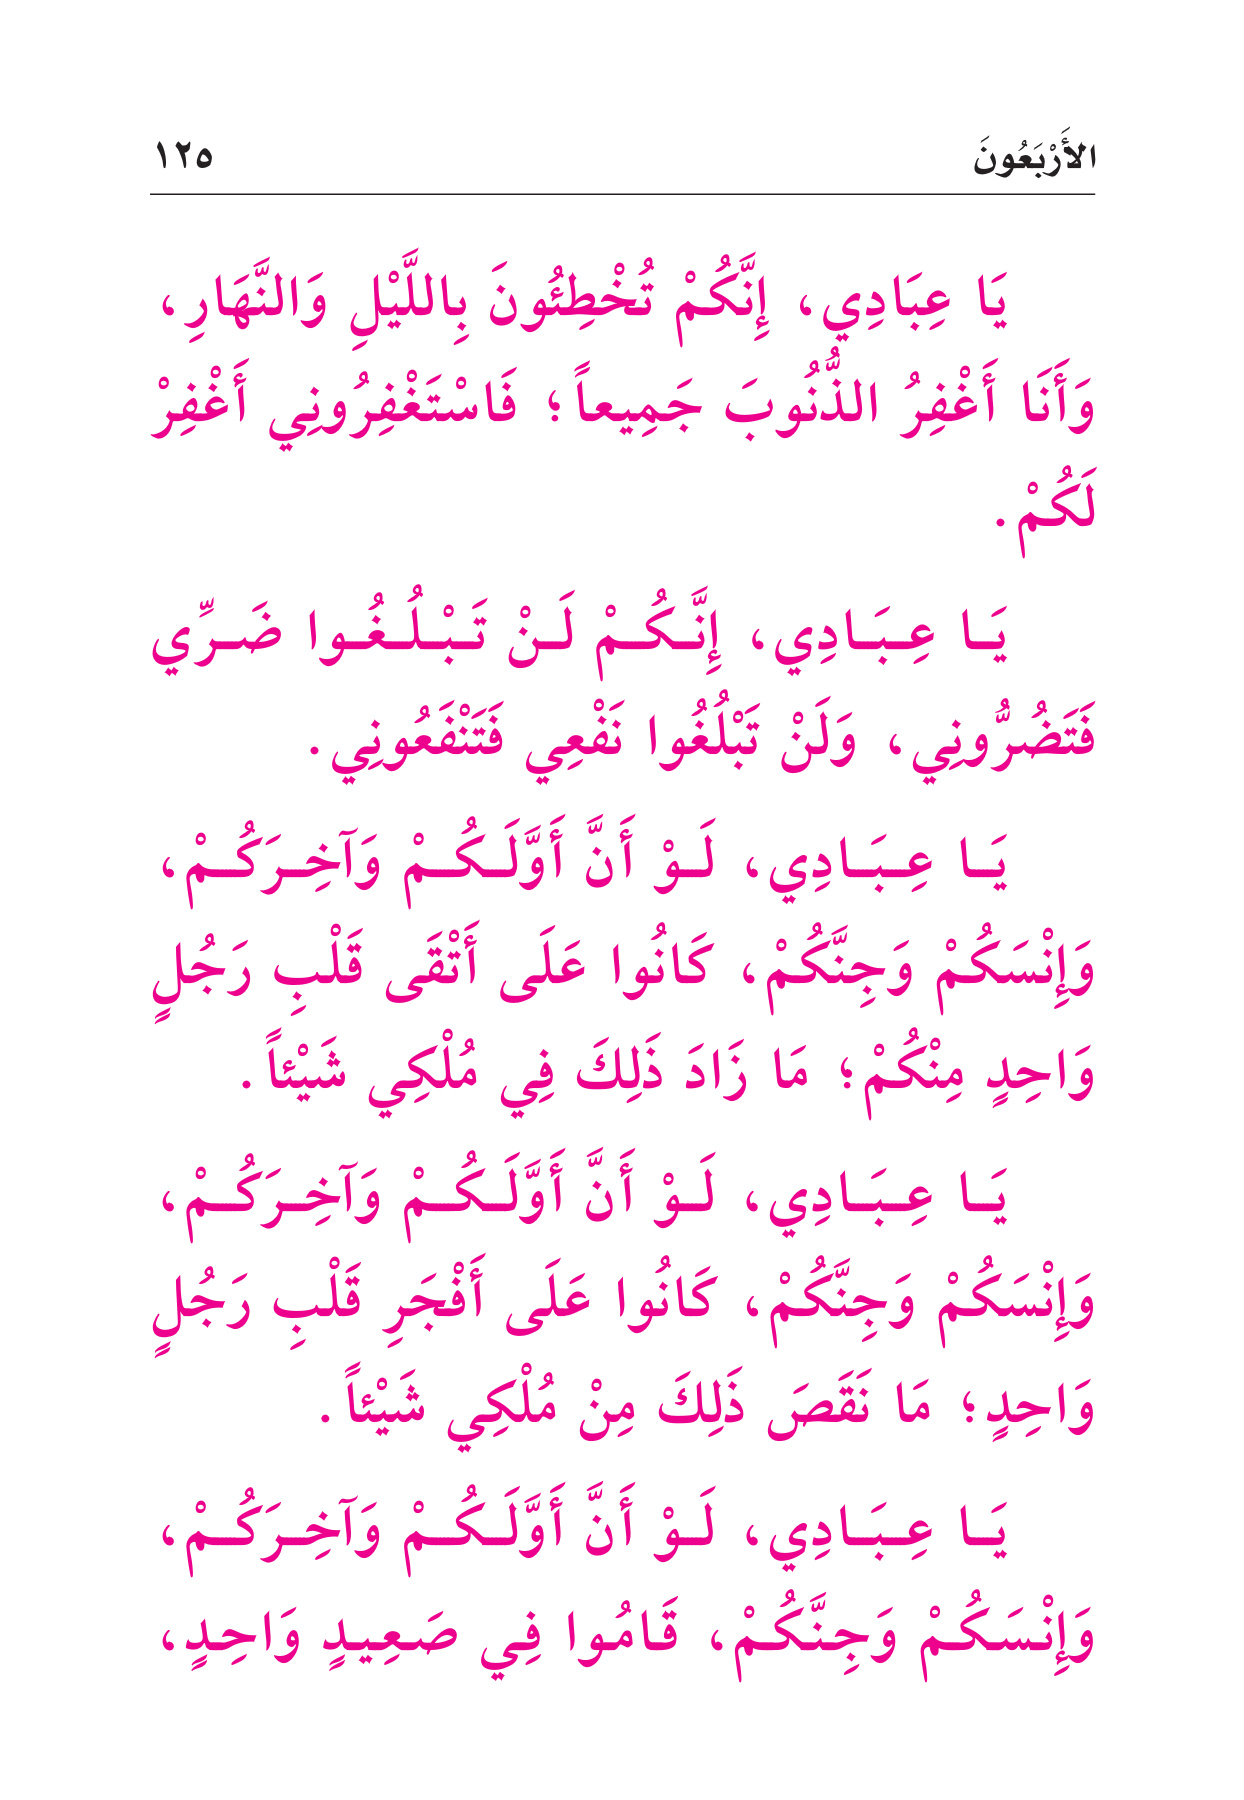 الأَرْبَعُونَ ١٢٥
يَا عِبَادِي، إِنَّكُمْ تُخْطِئُونَ بِاللَّيْلِ وَالنَّهَارِ،
وَأَنَا أَغْفِرُ الذُّنُوبَ جَمِيعاً؛ فَاسْتَغْفِرُونِي أَغْفِرْ
لَكُمْ.
يَا عِبَادِي، إِنَّكُمْ لَنْ تَبْلُغُوا ضَرِّي
فَتَضُرُّونِي، وَلَنْ تَبْلُغُوا نَفْعِي فَتَنْفَعُونِي.
يَا عِبَادِي، لَوْ أَنَّ أَوَّلَكُمْ وَآخِرَكُمْ،
وَإِنْسَكُمْ وَجِنَّكُمْ، كَانُوا عَلَى أَتْقَى قَلْبِ رَجُلٍ
وَاحِدٍ مِنْكُمْ؛ مَا زَادَ ذَلِكَ فِي مُلْكِي شَيْئاً.
يَا عِبَادِي، لَوْ أَنَّ أَوَّلَكُمْ وَآخِرَكُمْ،
وَإِنْسَكُمْ وَجِنَّكُمْ، كَانُوا عَلَى أَفْجَرِ قَلْبِ رَجُلٍ
وَاحِدٍ؛ مَا نَقَصَ ذَلِكَ مِنْ مُلْكِي شَيْئاً.
يَا عِبَادِي، لَوْ أَنَّ أَوَّلَكُمْ وَآخِرَكُمْ،
وَإِنْسَكُمْ وَجِنَّكُمْ، قَامُوا فِي صَعِيدٍ وَاحِدٍ،